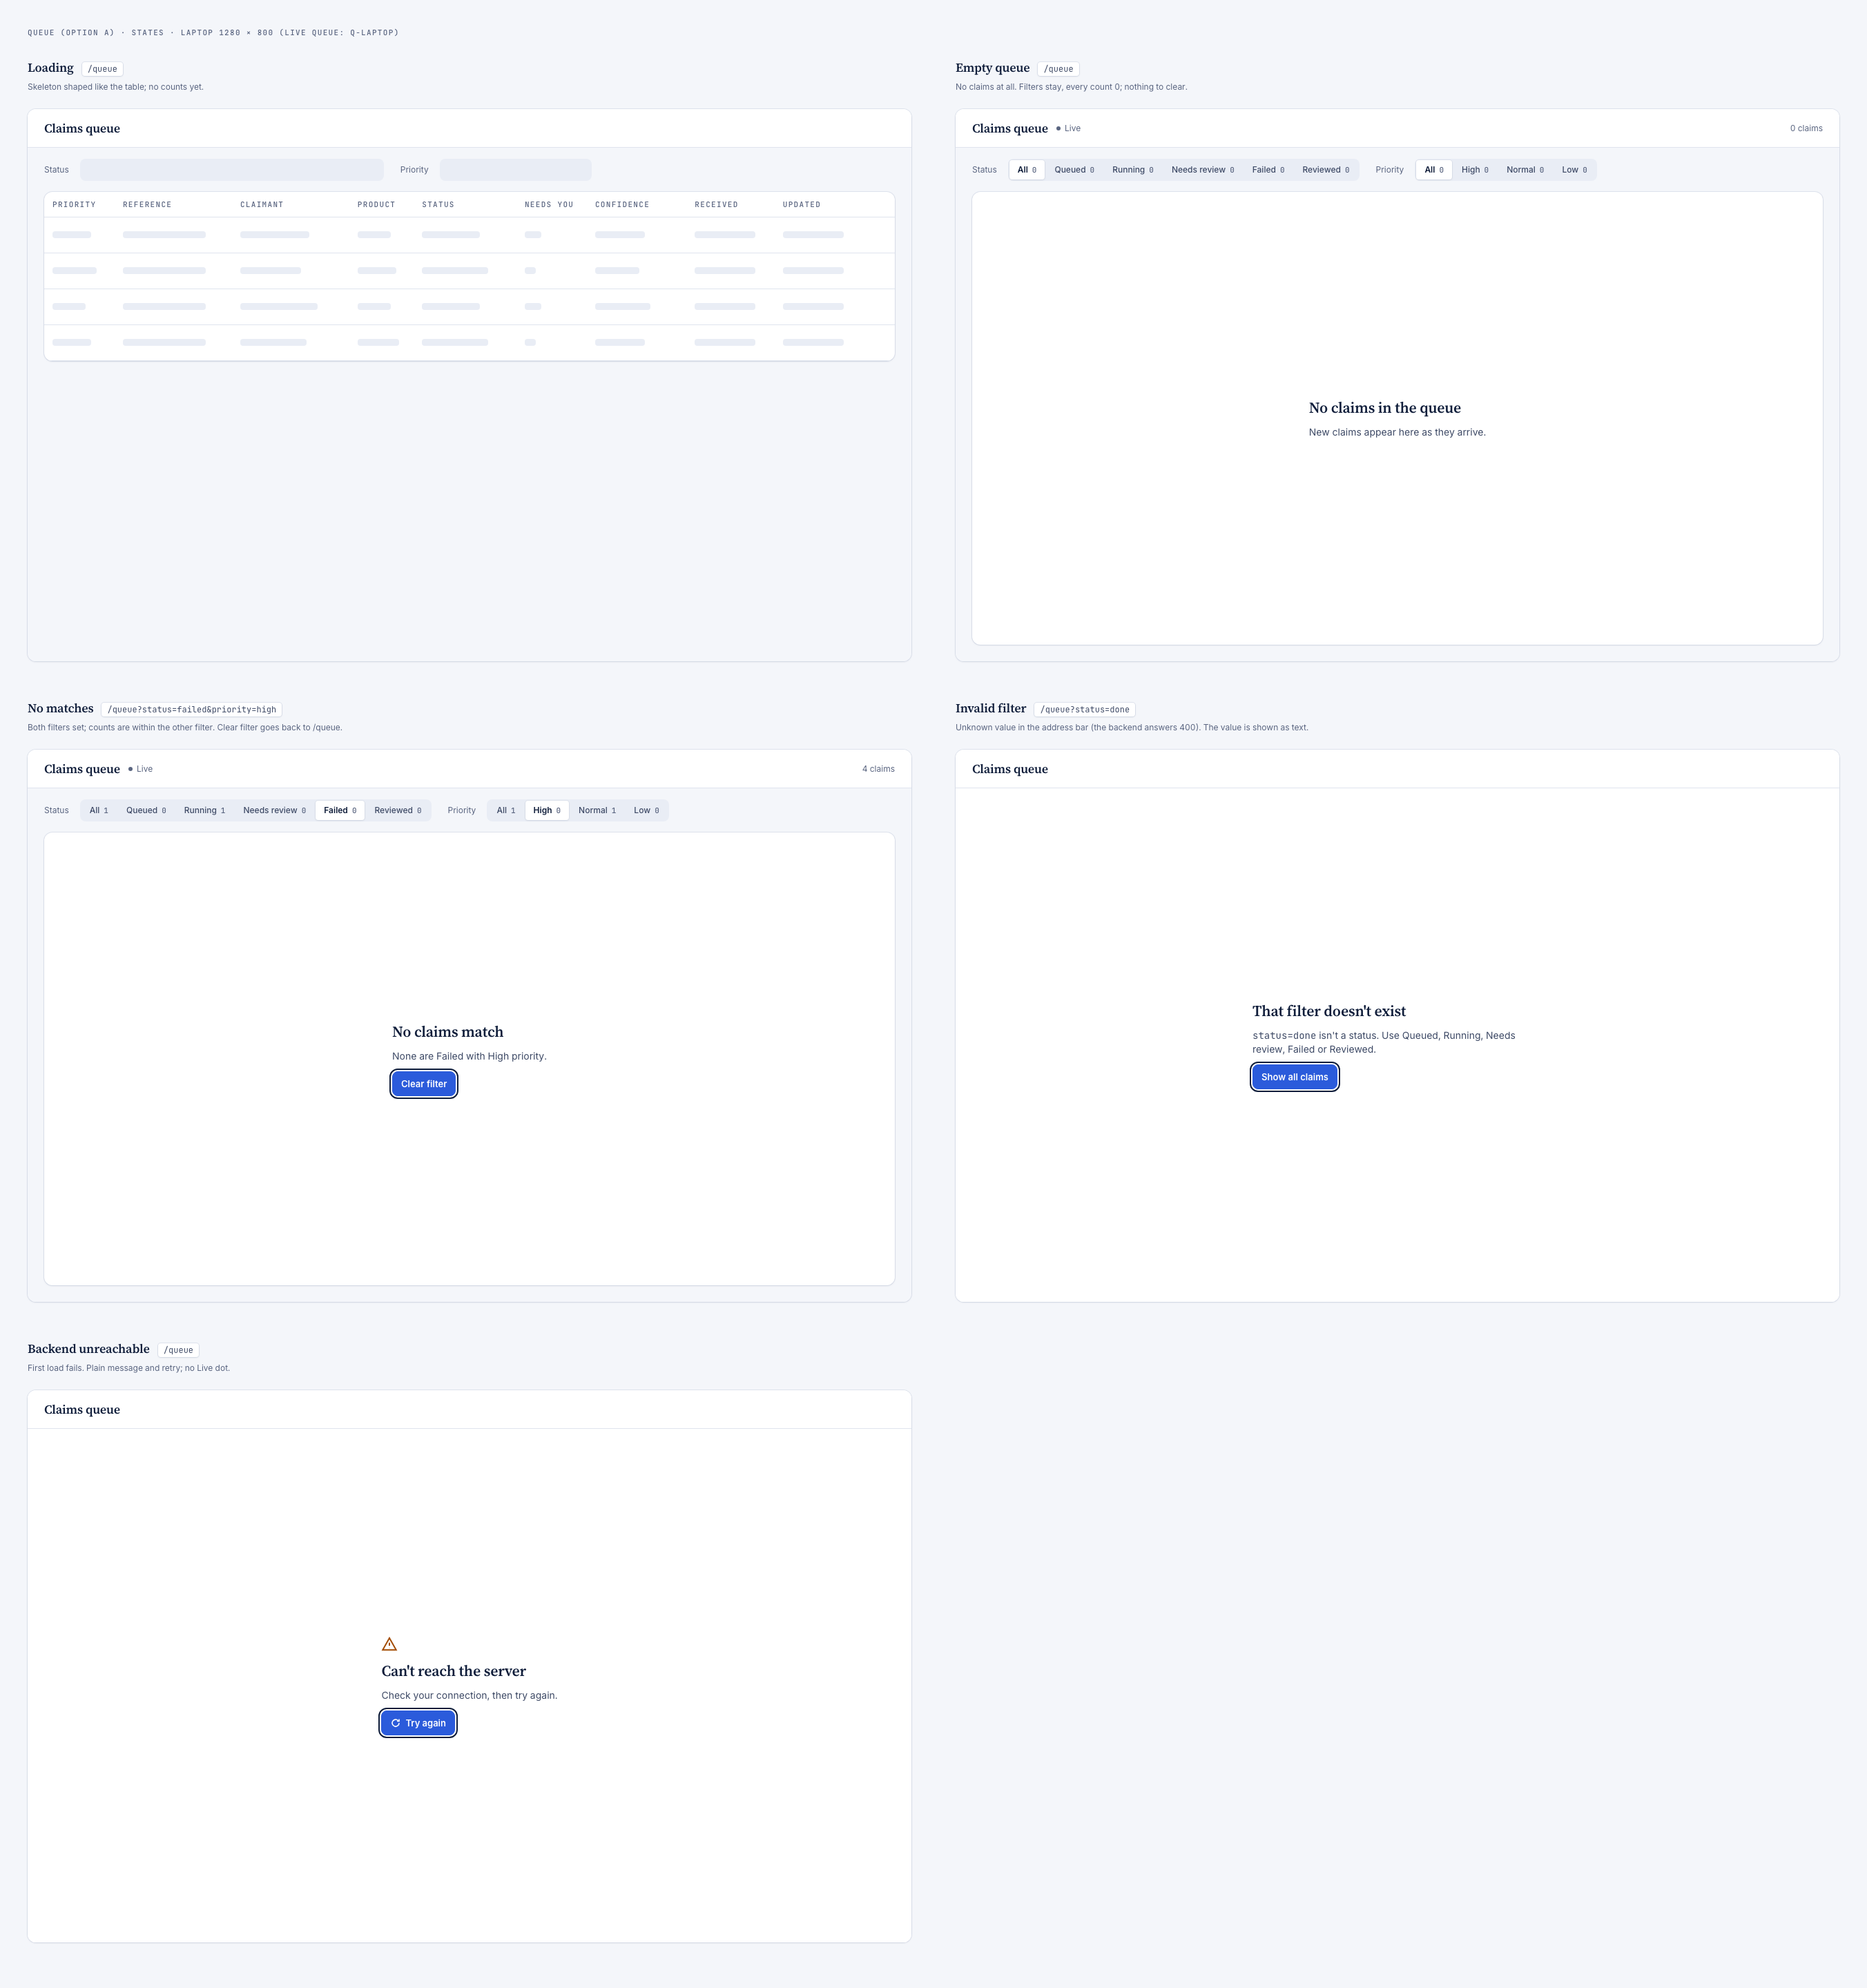 QUEUE (OPTION A) · STATES · LAPTOP 1280 × 800 (LIVE QUEUE: Q-LAPTOP)
Loading /queue
Skeleton shaped like the table; no counts yet.
Claims queue
Status Priority
PRIORITY REFERENCE CLAIMANT PRODUCT STATUS NEEDS YOU CONFIDENCE RECEIVED UPDATED
Empty queue /queue
No claims at all. Filters stay, every count 0; nothing to clear.
Claims queue Live 0 claims
Status All 0 Queued 0 Running 0 Needs review 0 Failed 0 Reviewed 0 Priority All 0 High 0 Normal 0 Low 0
No claims in the queue
New claims appear here as they arrive.
No matches /queue?status=failed&priority=high
Both filters set; counts are within the other filter. Clear filter goes back to /queue.
Claims queue Live 4 claims
Status All 1 Queued 0 Running 1 Needs review 0 Failed 0 Reviewed 0 Priority All 1 High 0 Normal 1 Low 0
No claims match
None are Failed with High priority.
Clear filter
Invalid filter /queue?status=done
Unknown value in the address bar (the backend answers 400). The value is shown as text.
Claims queue
That filter doesn't exist
status=done isn't a status. Use Queued, Running, Needs
review, Failed or Reviewed.
Show all claims
Backend unreachable /queue
First load fails. Plain message and retry; no Live dot.
Claims queue
Can't reach the server
Check your connection, then try again.
Try again